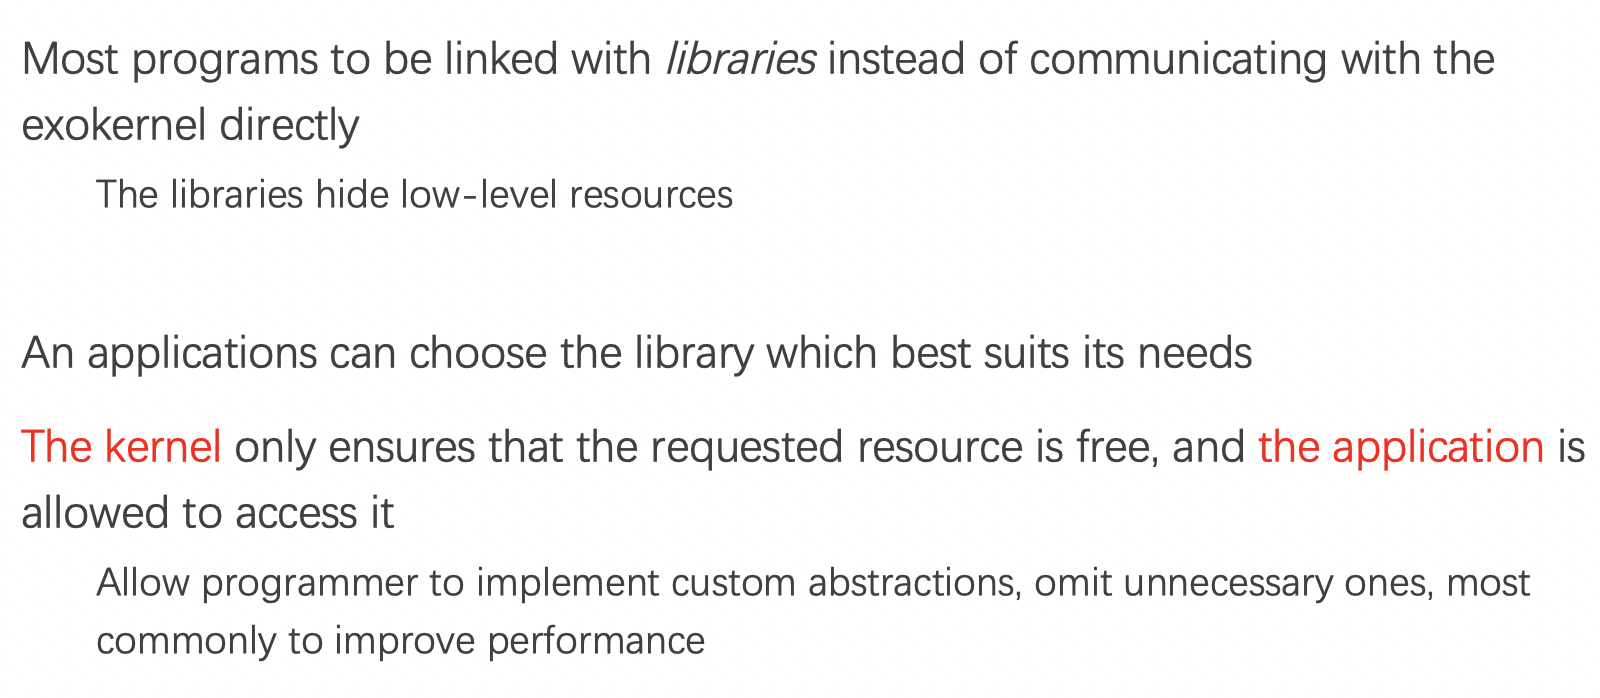 Most programs to be linked with libraries instead of communicating with the
exokernel directly
The libraries hide low-level resources
An applications can choose the library which best suits its needs
The kernel only ensures that the requested resource is free, and the application is
allowed to access it
Allow programmer to implement custom abstractions, omit unnecessary ones, most
commonly to improve performance